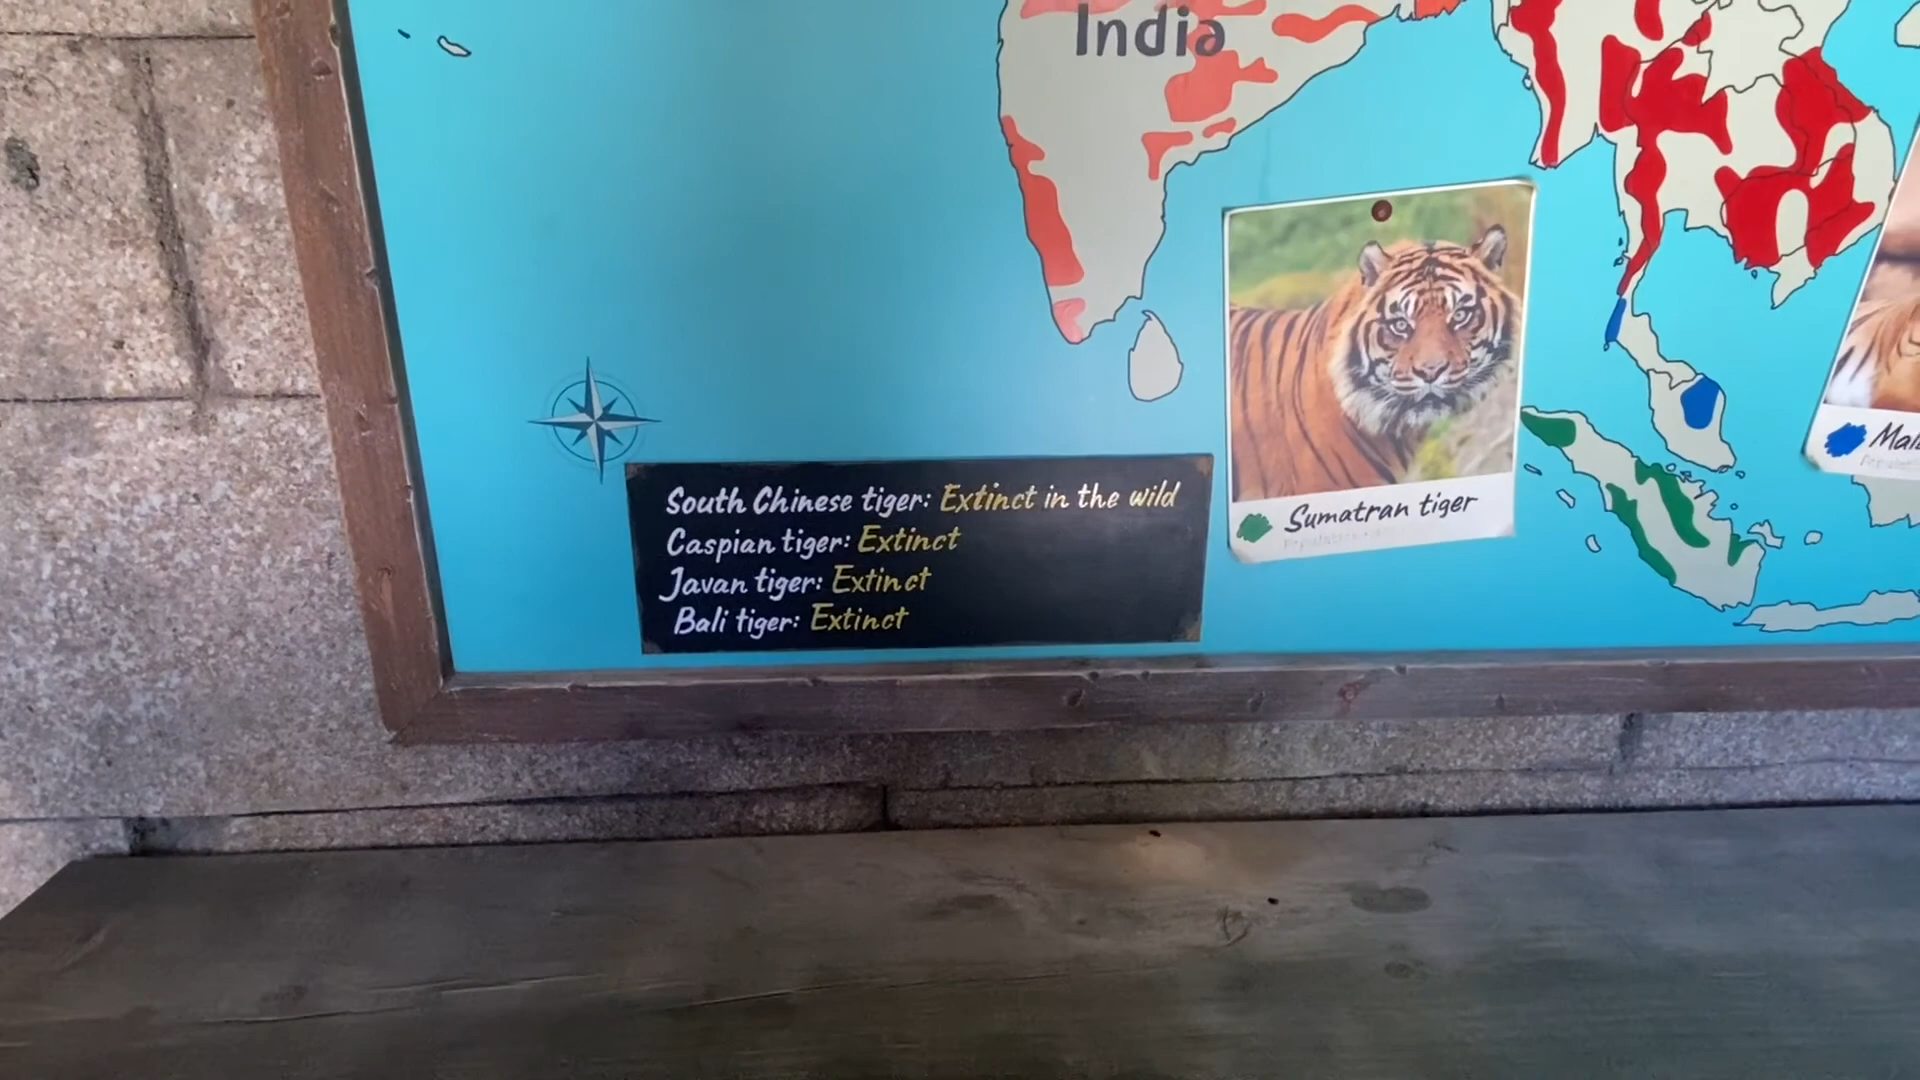 India
South Chinese tiger: Extinct in the wild
Caspian tiger: Extinct
Javan tiger: Extinct
Bali tiger: Extinct
Sumatran tiger